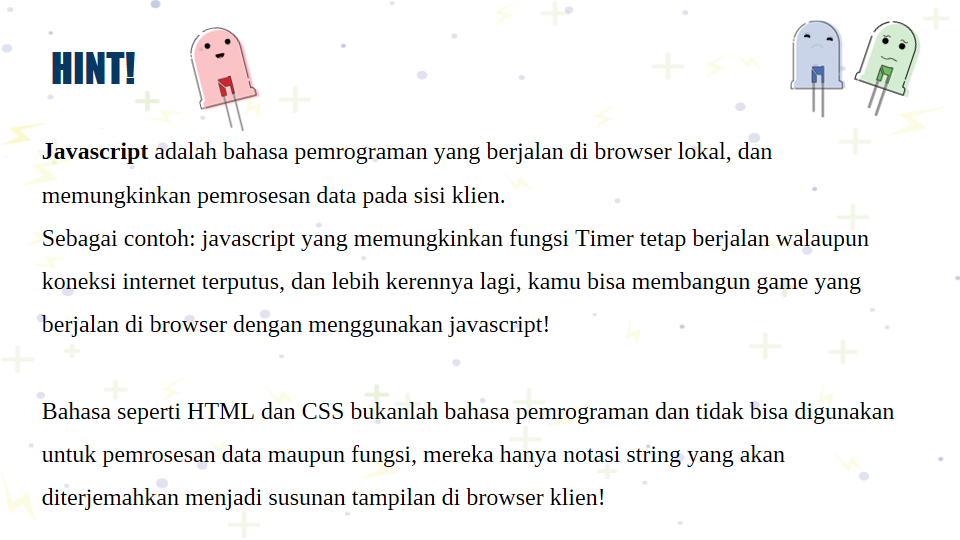 HINT!
Javascript adalah bahasa pemrograman yang berjalan di browser lokal, dan
memungkinkan pemrosesan data pada sisi klien.
Sebagai contoh: javascript yang memungkinkan fungsi Timer tetap berjalan walaupun
koneksi internet terputus, dan lebih kerennya lagi, kamu bisa membangun game yang
berjalan di browser dengan menggunakan javascript!
Bahasa seperti HTML dan CSS bukanlah bahasa pemrograman dan tidak bisa digunakan
untuk pemrosesan data maupun fungsi, mereka hanya notasi string yang akan
diterjemahkan menjadi susunan tampilan di browser klien!